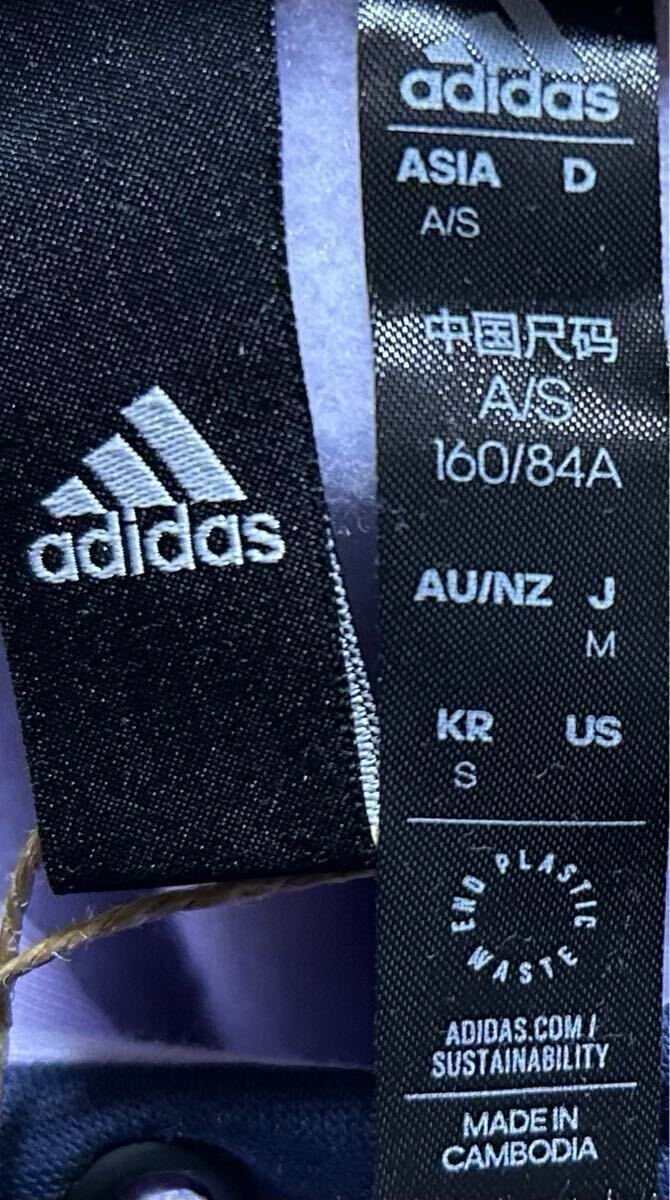 adidas
adidas
ASIA D
A/S
中国尺码
A/S
160/84A
AU/NZ J
M
KR US
S
END PLASTIC WASTE
ADIDAS.COM/
SUSTAINABILITY
MADE IN
CAMBODIA